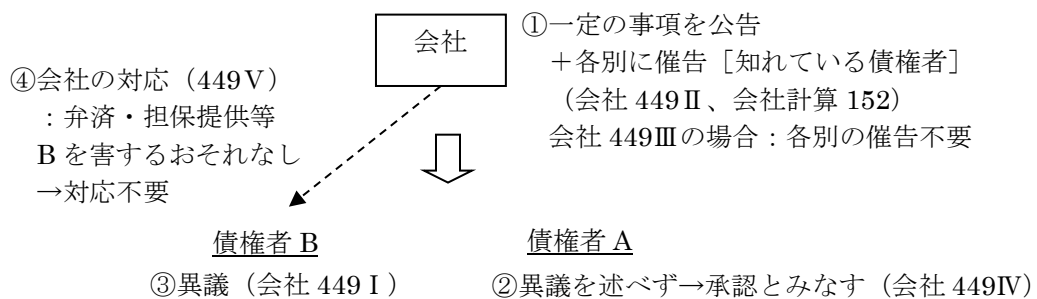 会社
①一定の事項を公告
＋各別に催告［知れている債権者］
（会社 449Ⅱ、会社計算 152）
会社 449Ⅲの場合：各別の催告不要
④会社の対応（449Ⅴ）
：弁済・担保提供等
B を害するおそれなし
→対応不要
債権者 B
③異議（会社 449Ⅰ）
債権者 A
②異議を述べず→承認とみなす（会社 449Ⅳ）